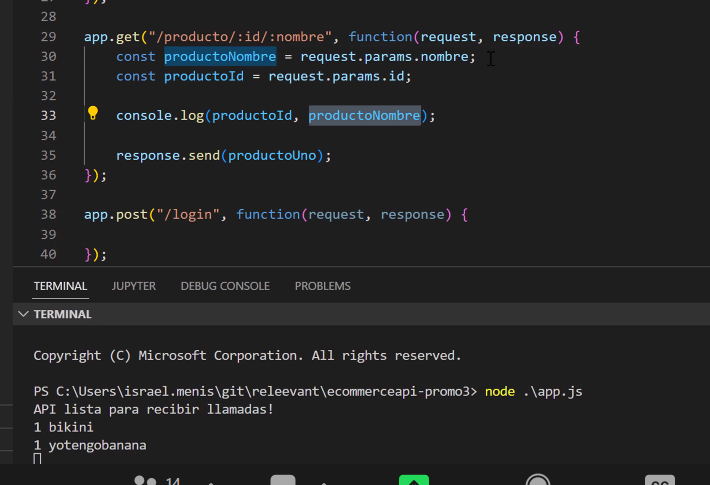 27 });
28
29 app.get("/producto/:id/:nombre", function(request, response) {
30 const productoNombre = request.params.nombre;
31 const productoId = request.params.id;
32
33 console.log(productoId, productoNombre);
34
35 response.send(productoUno);
36 });
37
38 app.post("/login", function(request, response) {
39
40 });
TERMINAL JUPYTER DEBUG CONSOLE PROBLEMS
TERMINAL
Copyright (C) Microsoft Corporation. All rights reserved.
PS C:\Users\israel.menis\git\releevant\ecommerceapi-promo3> node .\app.js
API lista para recibir llamadas!
1 bikini
1 yotengobanana
14
CC